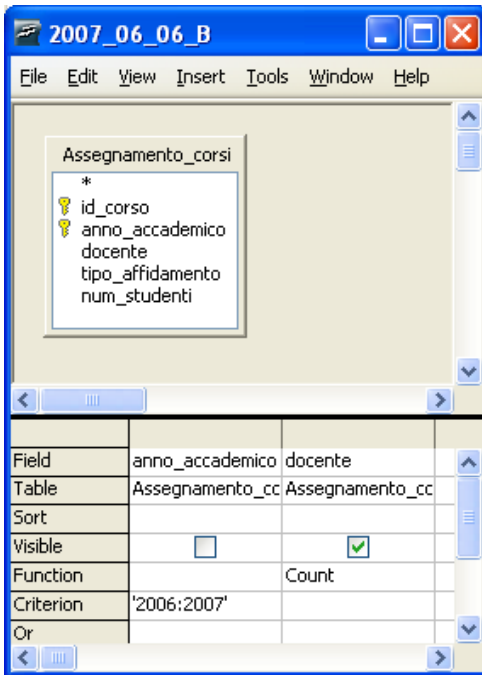 2007_06_06_B
File Edit View Insert Tools Window Help
Assegnamento_corsi
*
id_corso
anno_accademico
docente
tipo_affidamento
num_studenti
Field anno_accademico docente
Table Assegnamento_cc Assegnamento_cc
Sort
Visible
Function Count
Criterion '2006:2007'
Or